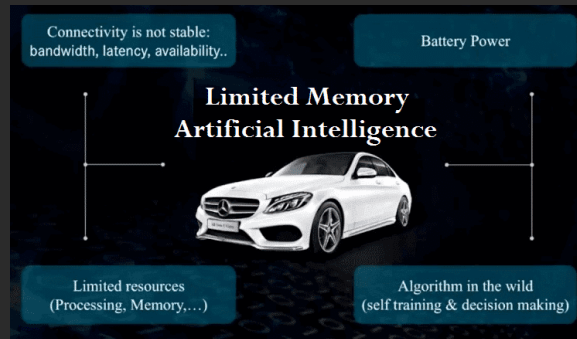 Connectivity is not stable:
bandwidth, latency, availability..
Battery Power
Limited Memory
Artificial Intelligence
Limited resources
(Processing, Memory,…)
Algorithm in the wild
(self training & decision making)